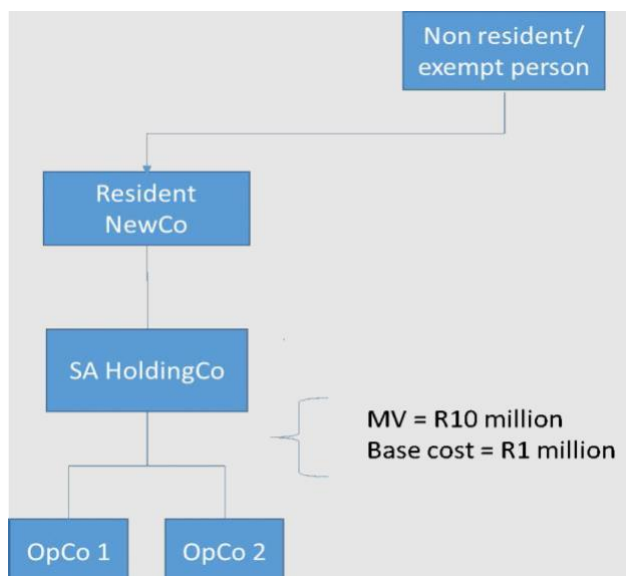 Non resident/
exempt person
Resident
NewCo
SA HoldingCo
MV = R10 million
Base cost = R1 million
OpCo 1
OpCo 2